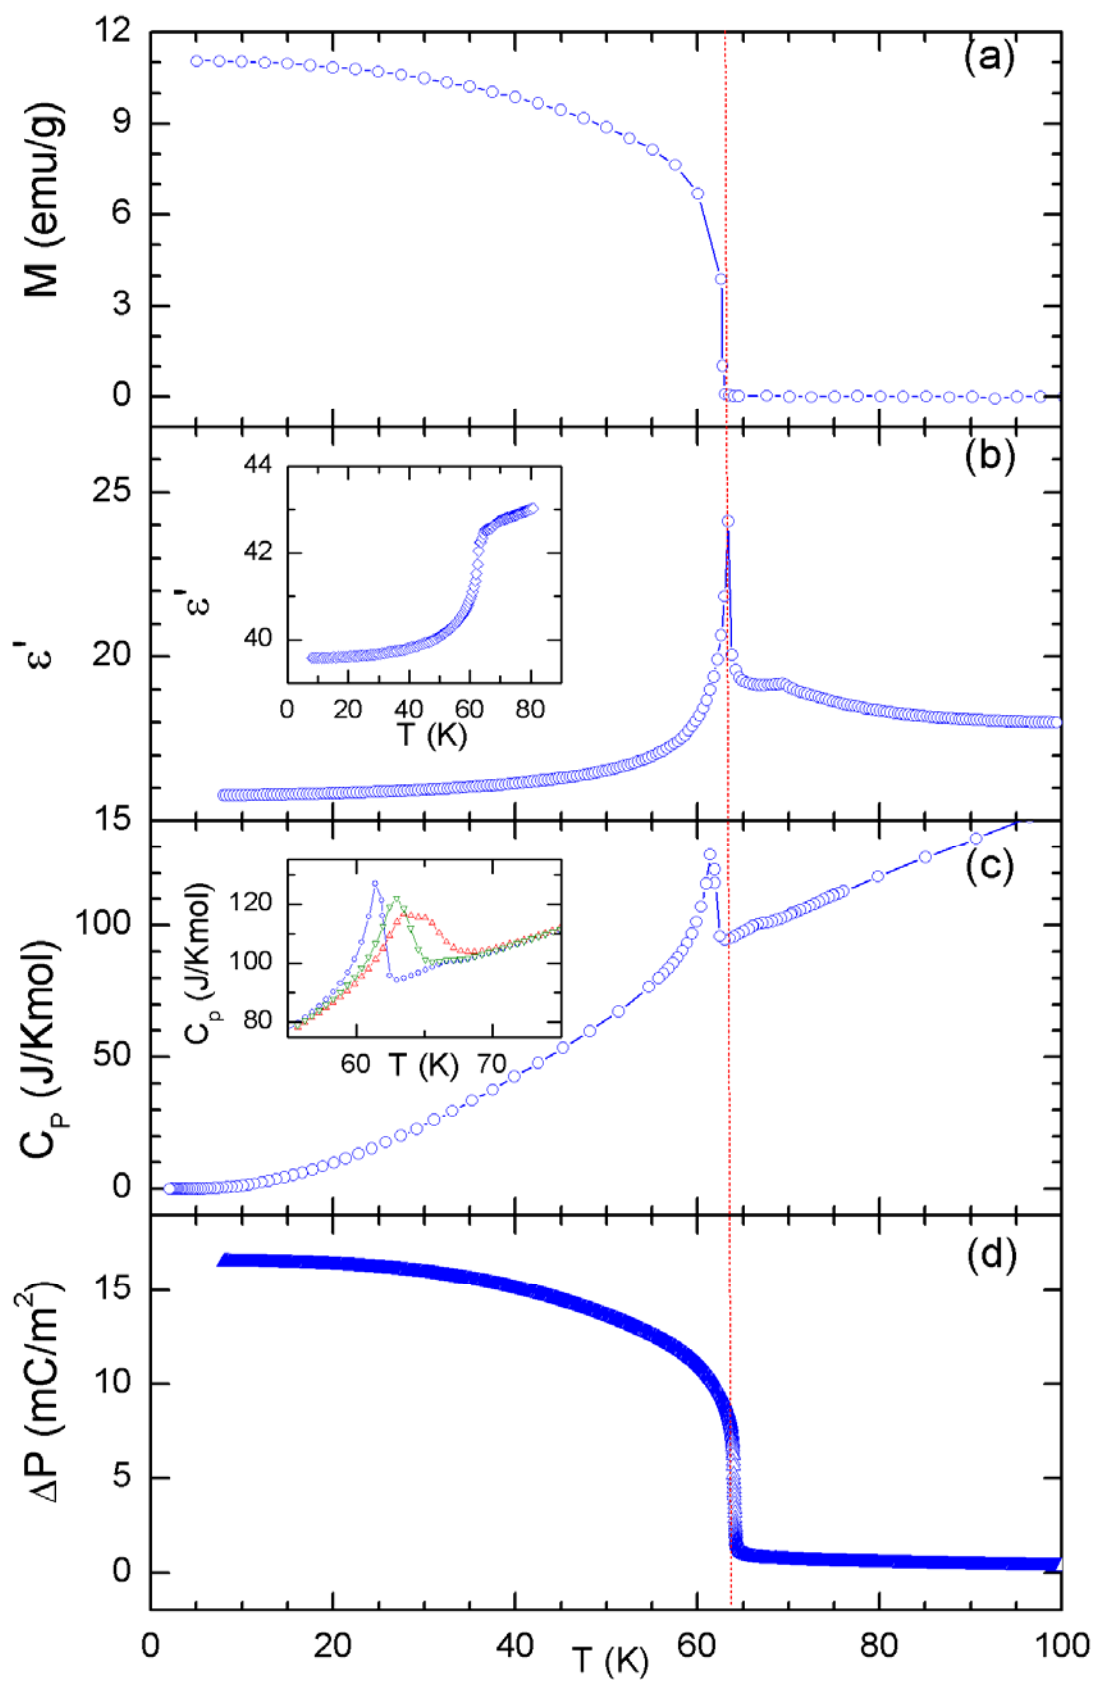 12
9
6
3
0
M (emu/g)
(a)
25
20
15
ε'
(b)
44
42
40
ε'
0 20 40 60 80
T (K)
100
50
0
C_P (J/Kmol)
(c)
120
100
80
C_p (J/Kmol)
60 T (K) 70
15
10
5
0
ΔP (mC/m²)
(d)
0 20 40 60 80 100
T (K)